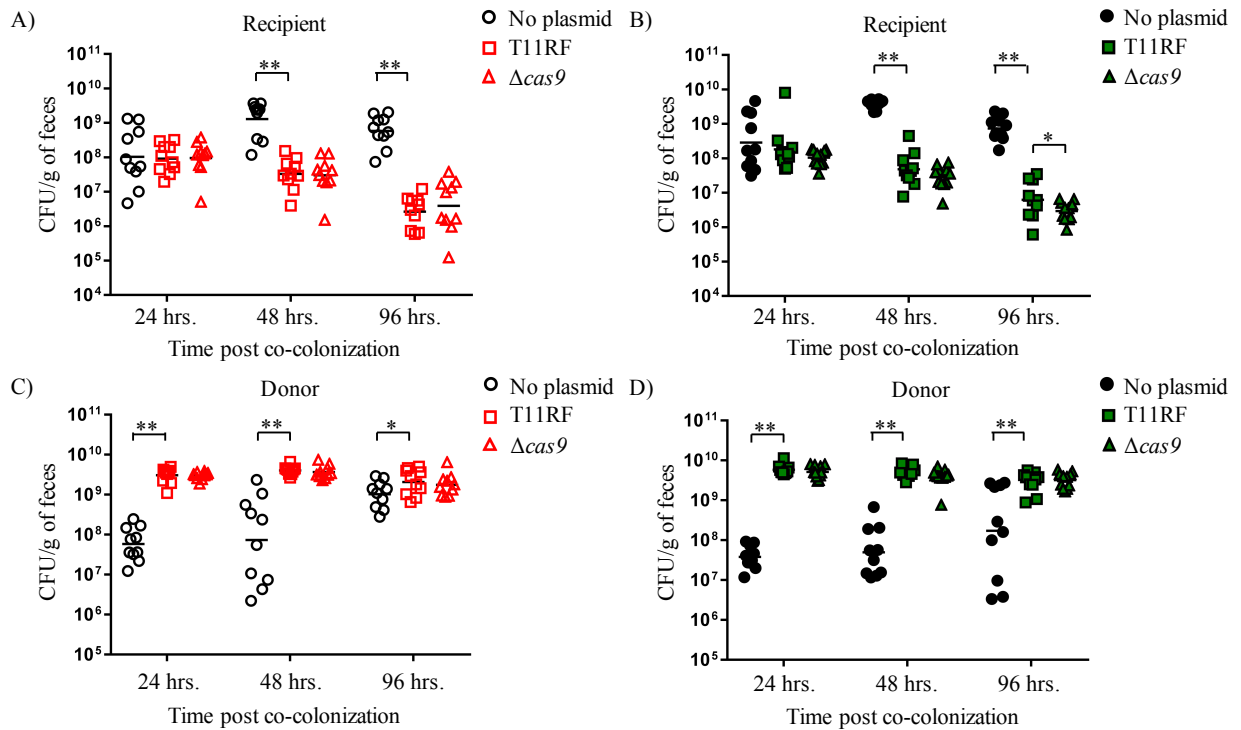 A)
Recipient
No plasmid
T11RF
Δcas9
CFU/g of feces
10¹¹
10¹⁰
10⁹
10⁸
10⁷
10⁶
10⁵
10⁴
**
**
24 hrs.
48 hrs.
96 hrs.
Time post co-colonization
B)
Recipient
No plasmid
T11RF
Δcas9
CFU/g of feces
10¹¹
10¹⁰
10⁹
10⁸
10⁷
10⁶
10⁵
10⁴
**
**
*
24 hrs.
48 hrs.
96 hrs.
Time post co-colonization
C)
Donor
No plasmid
T11RF
Δcas9
CFU/g of feces
10¹¹
10¹⁰
10⁹
10⁸
10⁷
10⁶
10⁵
**
**
*
24 hrs.
48 hrs.
96 hrs.
Time post co-colonization
D)
Donor
No plasmid
T11RF
Δcas9
CFU/g of feces
10¹¹
10¹⁰
10⁹
10⁸
10⁷
10⁶
10⁵
**
**
**
24 hrs.
48 hrs.
96 hrs.
Time post co-colonization